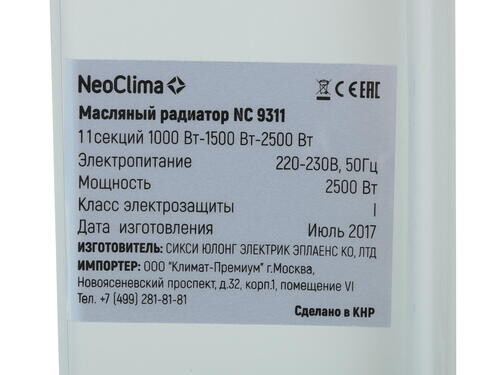 NeoClima CE EAC
Масляный радиатор NC 9311
11секций 1000 Вт-1500 Вт-2500 Вт
Электропитание 220-230В, 50Гц
Мощность 2500 Вт
Класс электрозащиты I
Дата изготовления Июль 2017
ИЗГОТОВИТЕЛЬ: СИКСИ ЮЛОНГ ЭЛЕКТРИК ЭПЛАЕНС КО, ЛТД
ИМПОРТЕР: ООО "Климат-Премиум" г.Москва,
Новоясеневский проспект, д.32, корп.1, помещение VI
Тел. +7 (499) 281-81-81
Сделано в КНР